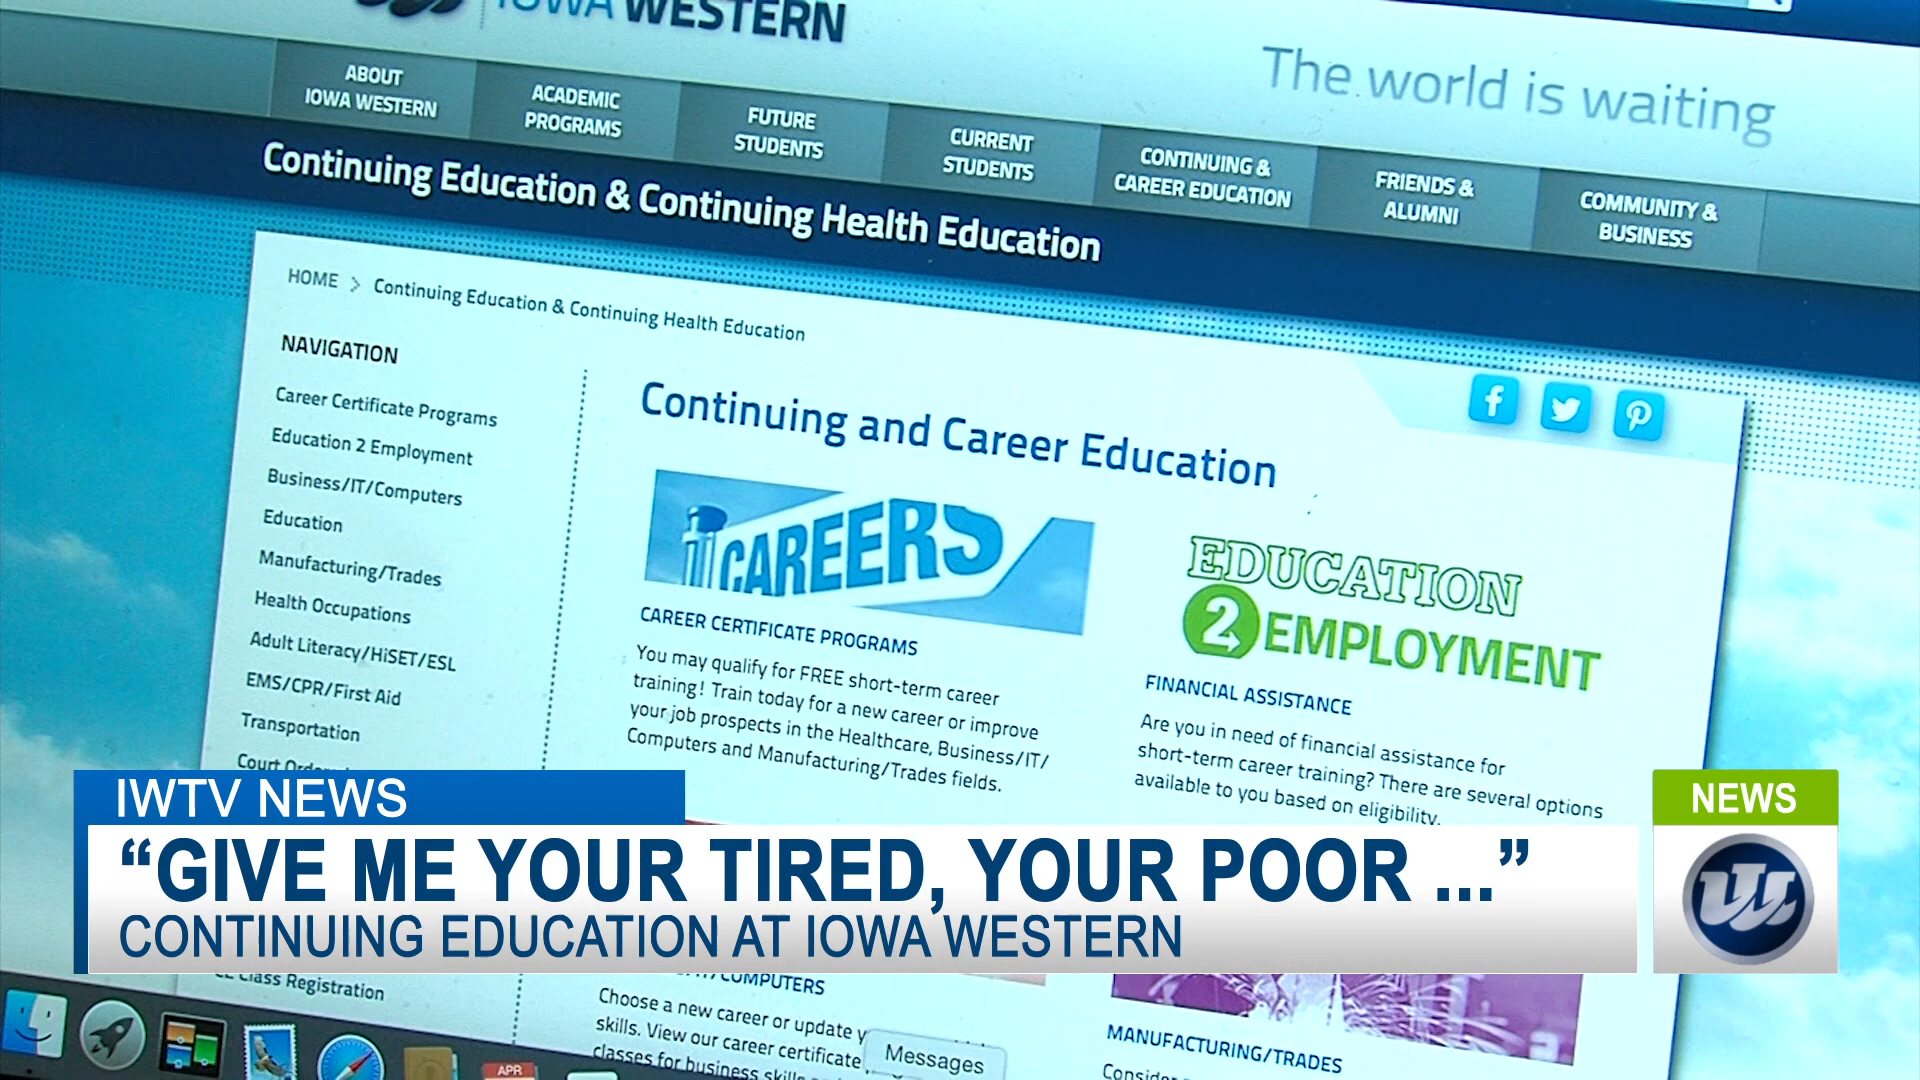 IOWA WESTERN
The world is waiting
ABOUT
IOWA WESTERN
ACADEMIC
PROGRAMS
FUTURE
STUDENTS
CURRENT
STUDENTS
CONTINUING &
CAREER EDUCATION
FRIENDS &
ALUMNI
COMMUNITY &
BUSINESS
Continuing Education & Continuing Health Education
HOME > Continuing Education & Continuing Health Education
NAVIGATION
Career Certificate Programs
Education 2 Employment
Business/IT/Computers
Education
Manufacturing/Trades
Health Occupations
Adult Literacy/HiSET/ESL
EMS/CPR/First Aid
Transportation
Court
Class Registration
Continuing and Career Education
CAREERS
CAREER CERTIFICATE PROGRAMS
You may qualify for FREE short-term career
training! Train today for a new career or improve
your job prospects in the Healthcare, Business/IT/
Computers and Manufacturing/Trades fields.
EDUCATION
2 EMPLOYMENT
FINANCIAL ASSISTANCE
Are you in need of financial assistance for
short-term career training? There are several options
available to you based on eligibility.
IWTV NEWS
“GIVE ME YOUR TIRED, YOUR POOR ...”
CONTINUING EDUCATION AT IOWA WESTERN
NEWS
/COMPUTERS
Choose a new career or update
skills. View our career certificate
classes for business
MANUFACTURING/TRADES
Messages
APR